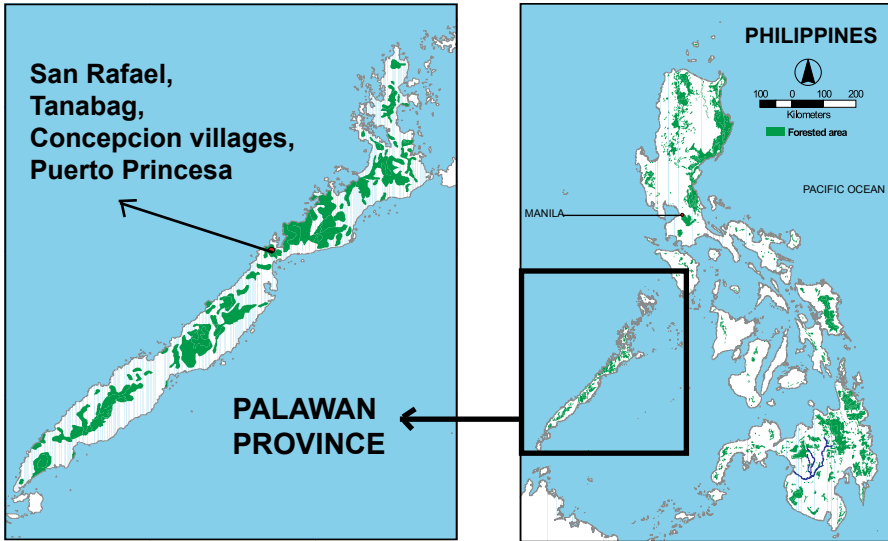 San Rafael,
Tanabag,
Concepcion villages,
Puerto Princesa
PALAWAN
PROVINCE
PHILIPPINES
100 0 100 200
Kilometers
Forested area
PACIFIC OCEAN
MANILA